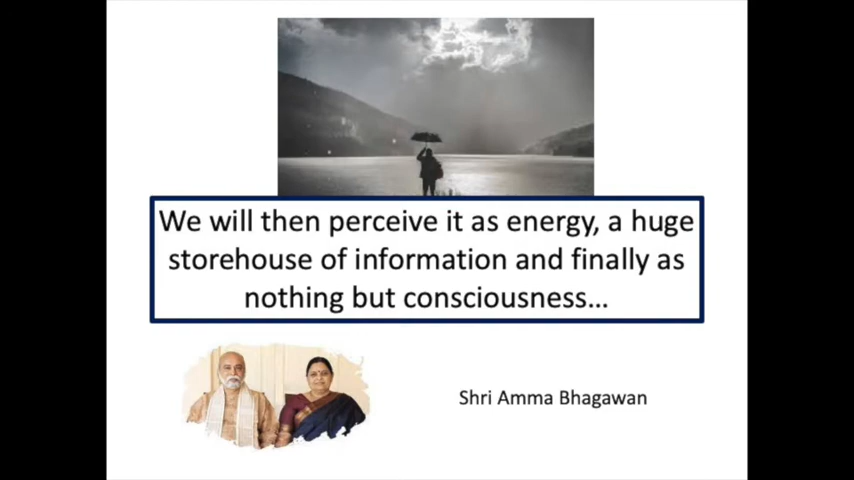 We will then perceive it as energy, a huge
storehouse of information and finally as
nothing but consciousness...
Shri Amma Bhagawan